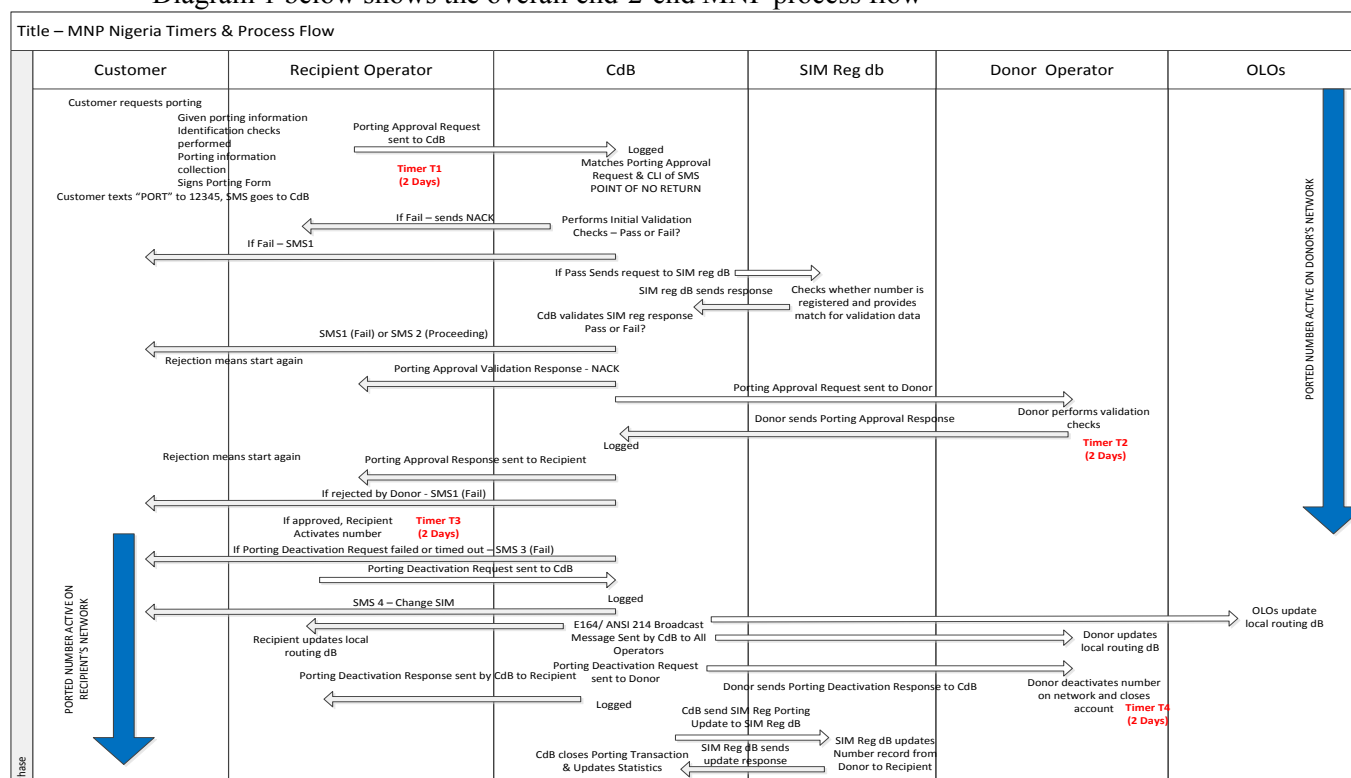 Diagram 1 below shows the overall end-2-end MNP process flow
Title – MNP Nigeria Timers & Process Flow
Customer
Recipient Operator
CdB
SIM Reg db
Donor Operator
OLOs
Customer requests porting
Given porting information
Identification checks
performed
Porting information
collection
Signs Porting Form
Customer texts “PORT” to 12345, SMS goes to CdB
Porting Approval Request
sent to CdB
Timer T1
(2 Days)
Logged
Matches Porting Approval
Request & CLI of SMS
POINT OF NO RETURN
If Fail – sends NACK
Performs Initial Validation
Checks – Pass or Fail?
If Fail – SMS1
If Pass Sends request to SIM reg dB
SIM reg dB sends response
Checks whether number is
registered and provides
match for validation data
CdB validates SIM reg response
Pass or Fail?
SMS1 (Fail) or SMS 2 (Proceeding)
Rejection means start again
Porting Approval Validation Response - NACK
Porting Approval Request sent to Donor
Donor sends Porting Approval Response
Donor performs validation
checks
Timer T2
(2 Days)
Logged
Rejection means start again
Porting Approval Response sent to Recipient
If rejected by Donor - SMS1 (Fail)
If approved, Recipient
Activates number
Timer T3
(2 Days)
If Porting Deactivation Request failed or timed out – SMS 3 (Fail)
Porting Deactivation Request sent to CdB
Logged
SMS 4 – Change SIM
E164/ ANSI 214 Broadcast
Message Sent by CdB to All
Operators
OLOs update
local routing dB
Recipient updates local
routing dB
Donor updates
local routing dB
Porting Deactivation Request
sent to Donor
Porting Deactivation Response sent by CdB to Recipient
Donor sends Porting Deactivation Response to CdB
Donor deactivates number
on network and closes
account
Timer T4
(2 Days)
Logged
CdB send SIM Reg Porting
Update to SIM Reg dB
SIM Reg dB updates
Number record from
Donor to Recipient
SIM Reg dB sends
update response
CdB closes Porting Transaction
& Updates Statistics
PORTED NUMBER ACTIVE ON DONOR'S NETWORK
PORTED NUMBER ACTIVE ON
RECIPIENT'S NETWORK
hase